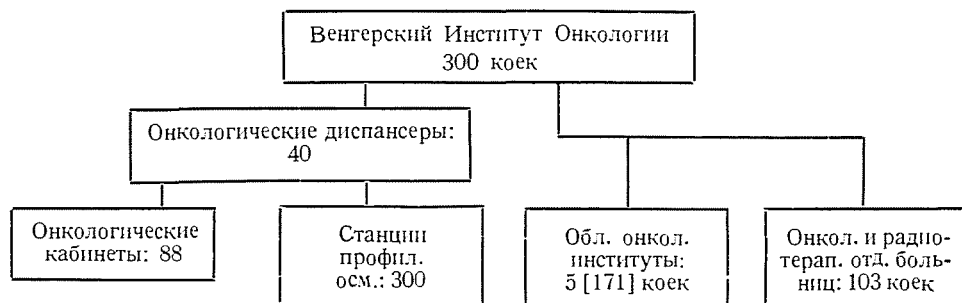 Венгерский Институт Онкологии
300 коек
Онкологические диспансеры:
40
Онкологические
кабинеты: 88
Станции
профил.
осм.: 300
Обл. онкол.
институты:
5 [171] коек
Онкол. и радио-
терап. отд. боль-
ниц: 103 коек